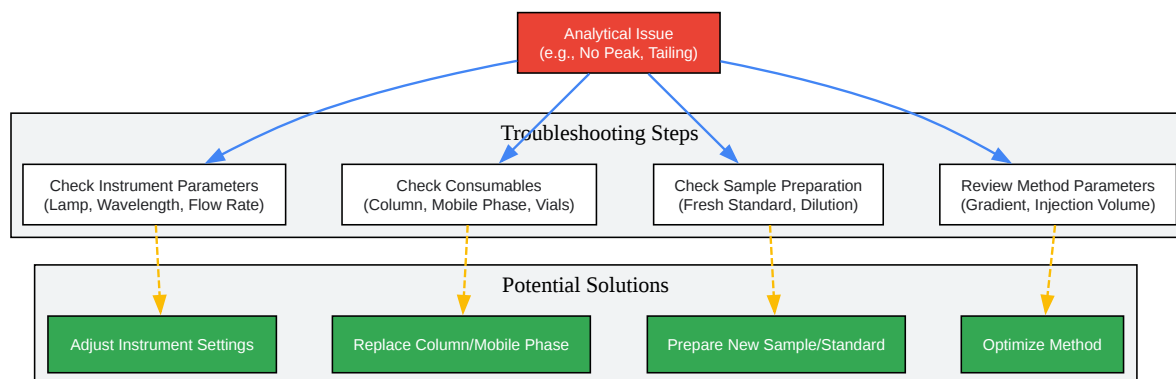 Analytical Issue
(e.g., No Peak, Tailing)
Troubleshooting Steps
Check Instrument Parameters
(Lamp, Wavelength, Flow Rate)
Check Consumables
(Column, Mobile Phase, Vials)
Check Sample Preparation
(Fresh Standard, Dilution)
Review Method Parameters
(Gradient, Injection Volume)
Potential Solutions
Adjust Instrument Settings
Replace Column/Mobile Phase
Prepare New Sample/Standard
Optimize Method